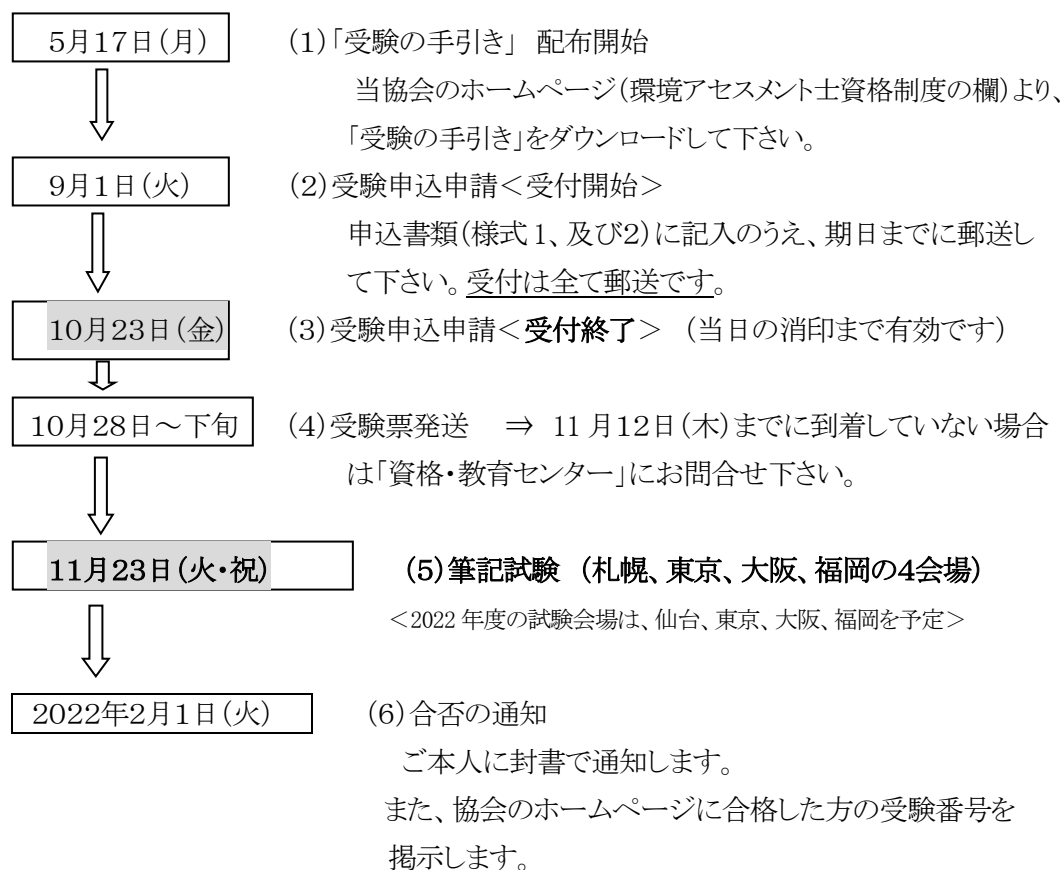 5月17日(月) (1)「受験の手引き」 配布開始
当協会のホームページ(環境アセスメント士資格制度の欄)より、
「受験の手引き」をダウンロードして下さい。
9月1日(火) (2)受験申込申請<受付開始>
申込書類(様式1、及び2)に記入のうえ、期日までに郵送し
て下さい。受付は全て郵送です。
10月23日(金) (3)受験申込申請<受付終了> (当日の消印まで有効です)
10月28日~下旬 (4)受験票発送 ⇒ 11月12日(木)までに到着していない場合
は「資格・教育センター」にお問合せ下さい。
11月23日(火・祝) (5)筆記試験 (札幌、東京、大阪、福岡の4会場)
<2022年度の試験会場は、仙台、東京、大阪、福岡を予定>
2022年2月1日(火) (6)合否の通知
ご本人に封書で通知します。
また、協会のホームページに合格した方の受験番号を
掲示します。